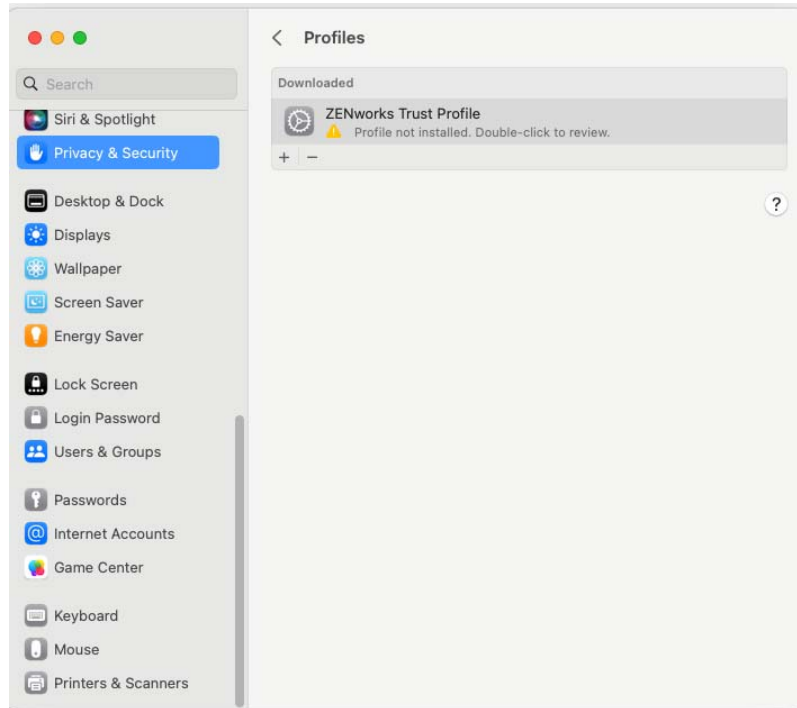 Search
Siri & Spotlight
Privacy & Security
Desktop & Dock
Displays
Wallpaper
Screen Saver
Energy Saver
Lock Screen
Login Password
Users & Groups
Passwords
Internet Accounts
Game Center
Keyboard
Mouse
Printers & Scanners
Profiles
Downloaded
ZENworks Trust Profile
Profile not installed. Double-click to review.
+ −
?